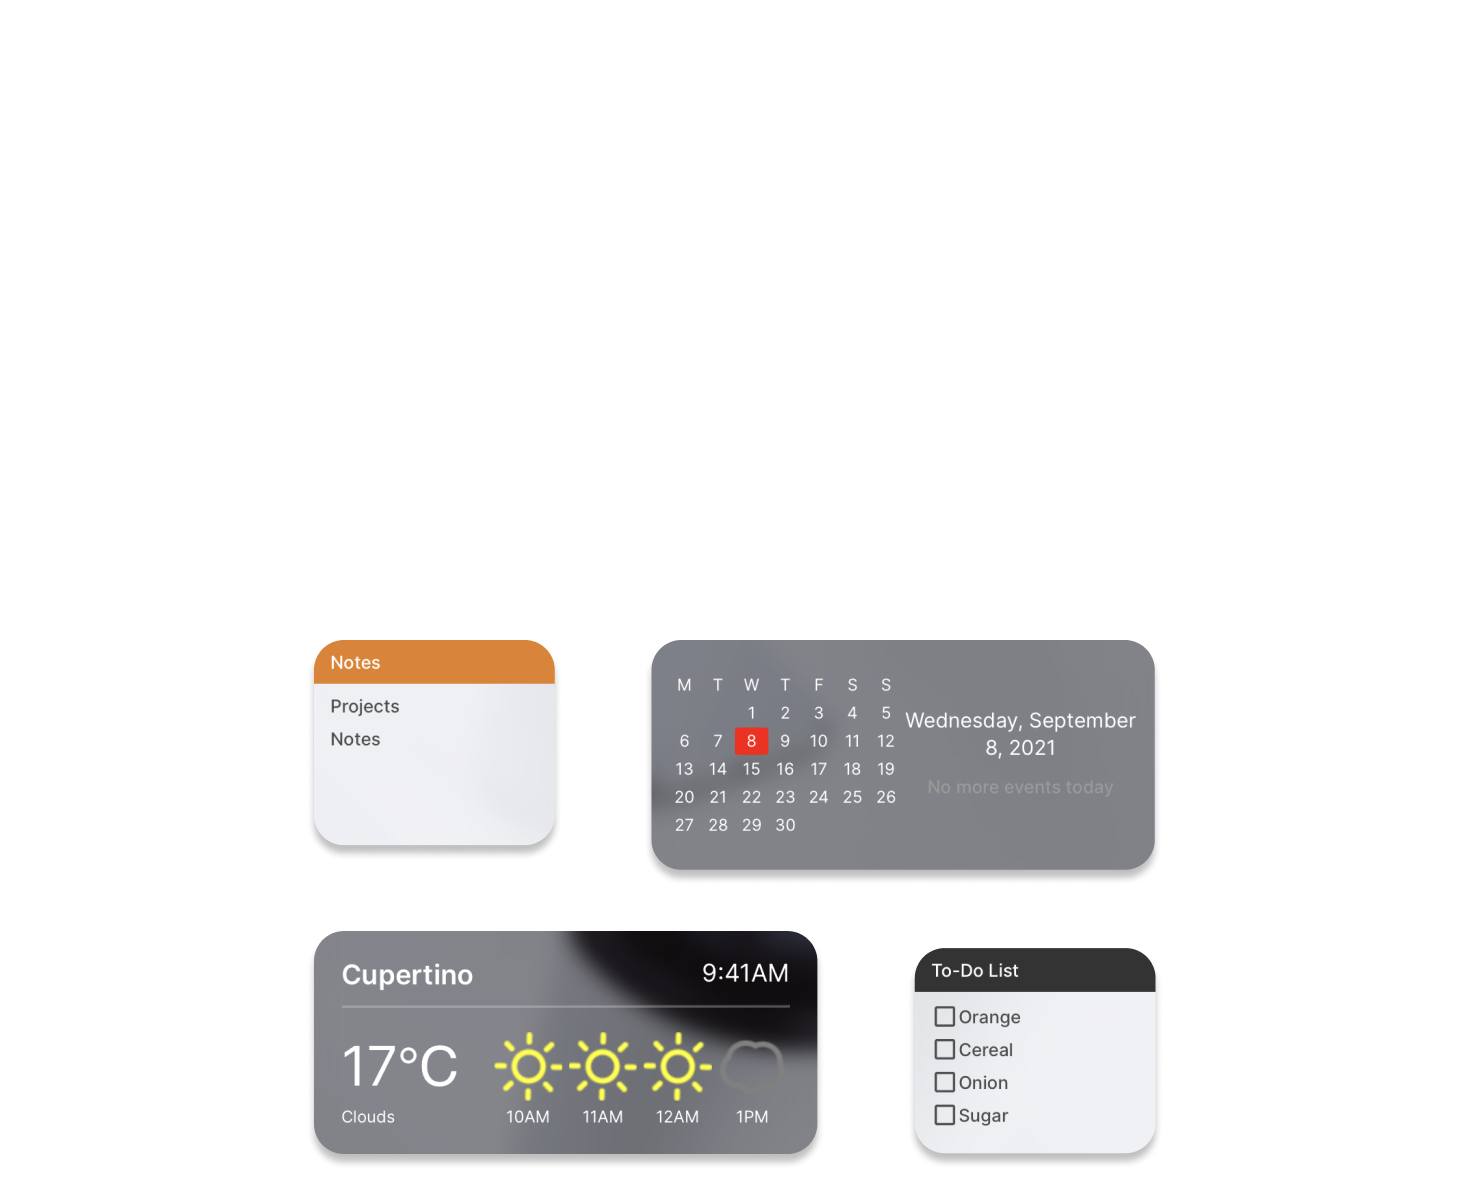 Notes
Projects
Notes
M T W T F S S
1 2 3 4 5
6 7 8 9 10 11 12
13 14 15 16 17 18 19
20 21 22 23 24 25 26
27 28 29 30
Wednesday, September
8, 2021
No more events today
Cupertino
9:41AM
17°C
Clouds
10AM 11AM 12AM 1PM
To-Do List
Orange
Cereal
Onion
Sugar